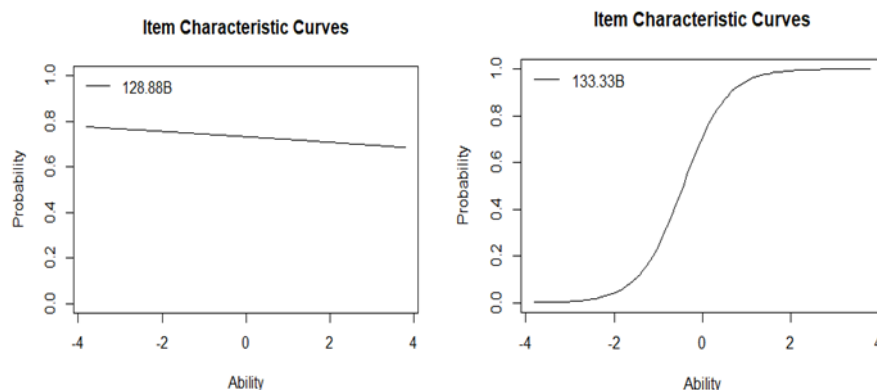 Item Characteristic Curves
128.88B
1.0
0.8
0.6
0.4
0.2
0.0
Probability
-4 -2 0 2 4
Ability
Item Characteristic Curves
133.33B
1.0
0.8
0.6
0.4
0.2
0.0
Probability
-4 -2 0 2 4
Ability